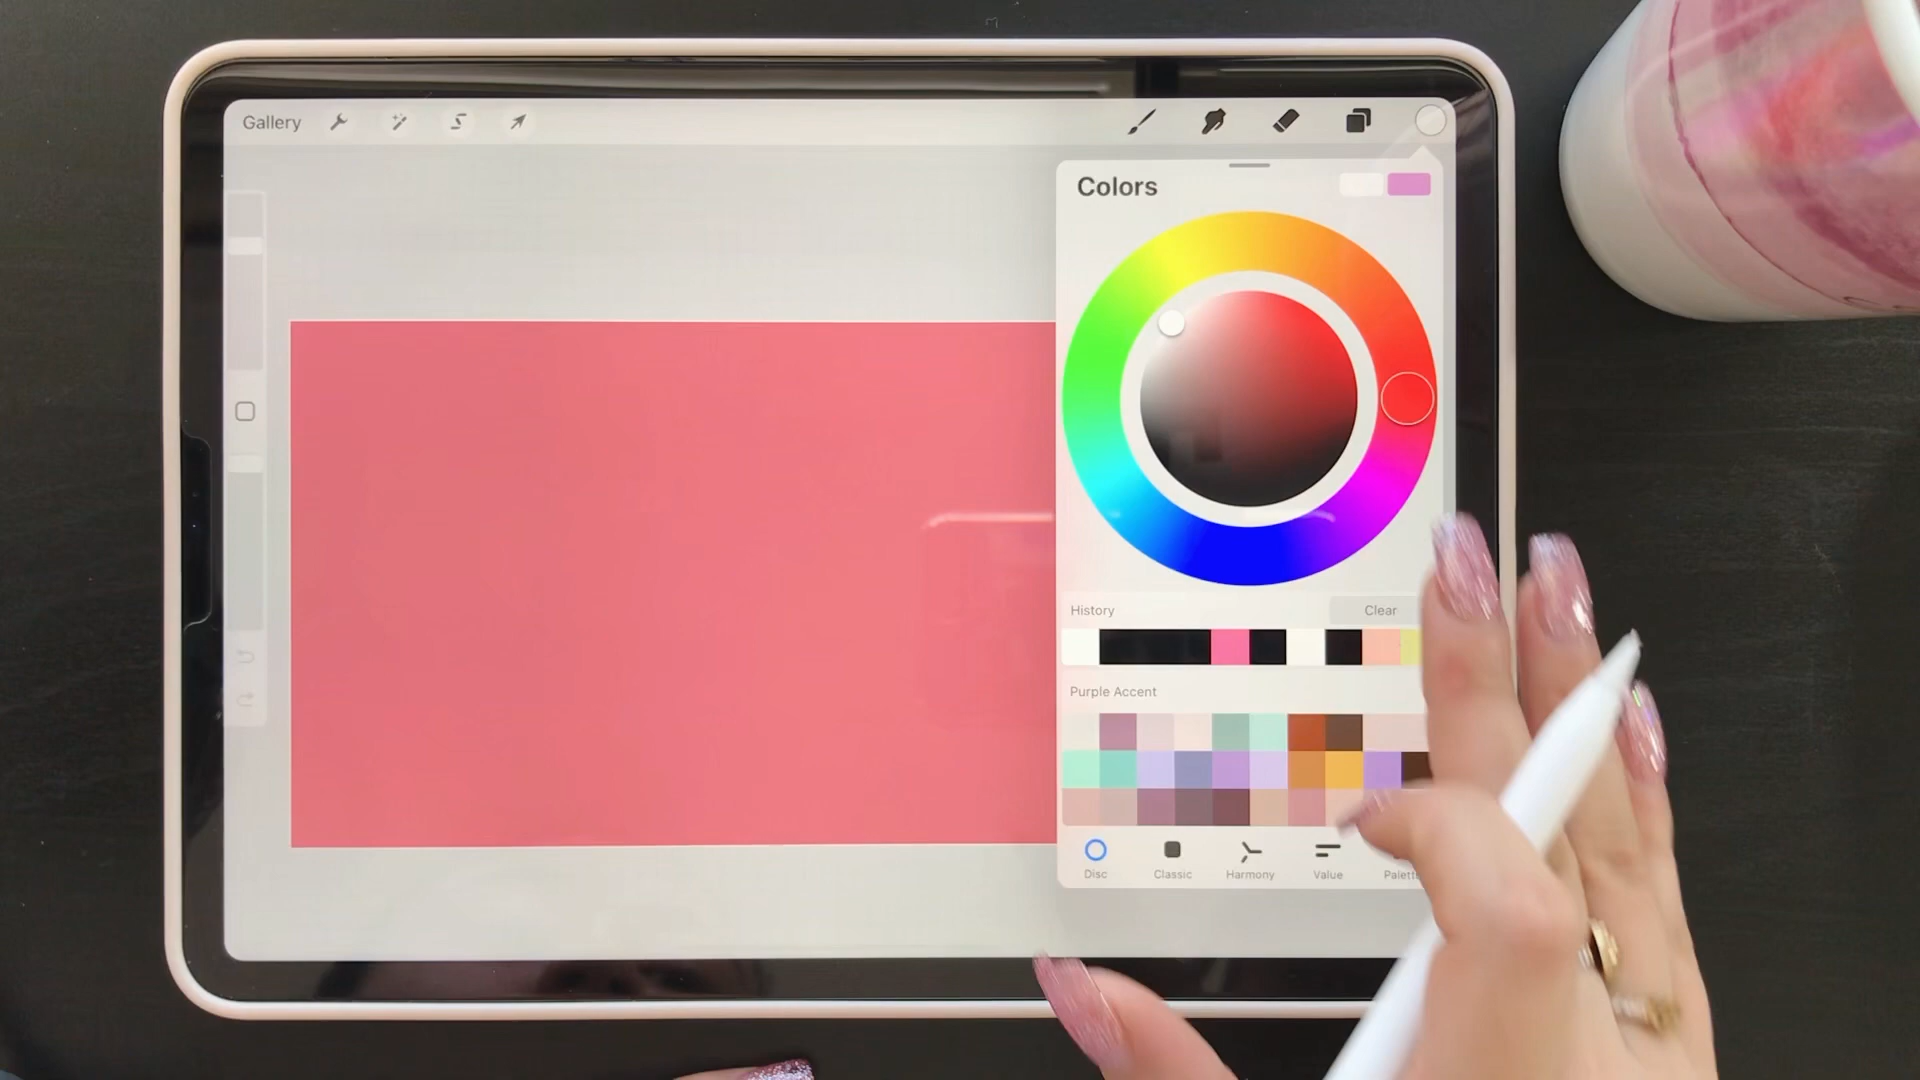 Gallery
Colors
History
Clear
Purple Accent
Disc
Classic
Harmony
Value